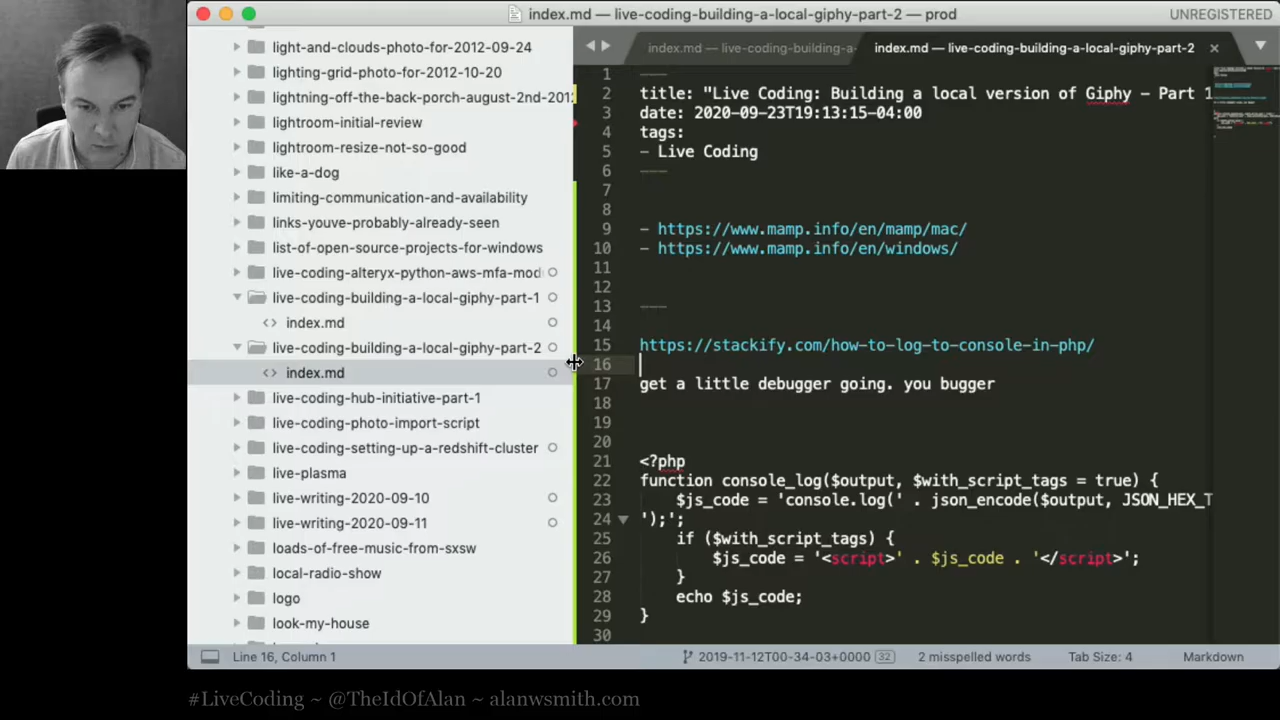 index.md — live-coding-building-a-local-giphy-part-2 — prod
UNREGISTERED
light-and-clouds-photo-for-2012-09-24
lighting-grid-photo-for-2012-10-20
lightning-off-the-back-porch-august-2nd-2012
lightroom-initial-review
lightroom-resize-not-so-good
like-a-dog
limiting-communication-and-availability
links-youve-probably-already-seen
list-of-open-source-projects-for-windows
live-coding-alteryx-python-aws-mfa-mod
live-coding-building-a-local-giphy-part-1
<> index.md
live-coding-building-a-local-giphy-part-2
<> index.md
live-coding-hub-initiative-part-1
live-coding-photo-import-script
live-coding-setting-up-a-redshift-cluster
live-plasma
live-writing-2020-09-10
live-writing-2020-09-11
loads-of-free-music-from-sxsw
local-radio-show
logo
look-my-house
index.md — live-coding-building-a-
index.md — live-coding-building-a-local-giphy-part-2
1 ---
2 title: "Live Coding: Building a local version of Giphy - Part 1
3 date: 2020-09-23T19:13:15-04:00
4 tags:
5 - Live Coding
6 ---
7
8
9 - https://www.mamp.info/en/mamp/mac/
10 - https://www.mamp.info/en/windows/
11
12
13 ---
14
15 https://stackify.com/how-to-log-to-console-in-php/
16
17 get a little debugger going. you bugger
18
19
20
21 <?php
22 function console_log($output, $with_script_tags = true) {
23 $js_code = 'console.log(' . json_encode($output, JSON_HEX_T
24 ');';
25 if ($with_script_tags) {
26 $js_code = '<script>' . $js_code . '</script>';
27 }
28 echo $js_code;
29 }
30
Line 16, Column 1
2019-11-12T00-34-03+0000 32
2 misspelled words
Tab Size: 4
Markdown
#LiveCoding ~ @TheIdOfAlan ~ alanwsmith.com